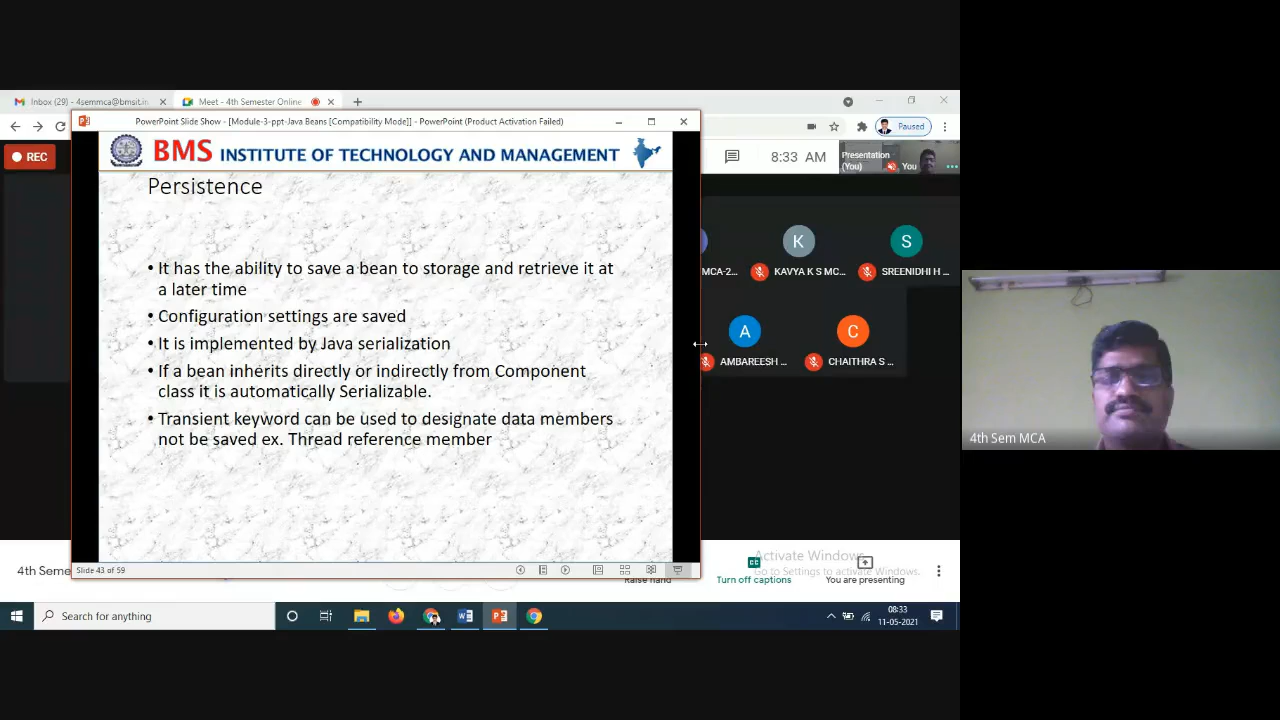 Inbox (29) - 4semmca@bmsit.in
Meet - 4th Semester Online
PowerPoint Slide Show - [Module-3-ppt-Java Beans [Compatibility Mode]] - PowerPoint (Product Activation Failed)
Paused
REC
BMS INSTITUTE OF TECHNOLOGY AND MANAGEMENT
8:33 AM
Presentation
(You)
You
Persistence
• It has the ability to save a bean to storage and retrieve it at
a later time
• Configuration settings are saved
• It is implemented by Java serialization
• If a bean inherits directly or indirectly from Component
class it is automatically Serializable.
• Transient keyword can be used to designate data members
not be saved ex. Thread reference member
K
S
MCA-2...
KAVYA K S MC...
SREENIDHI H ...
A
C
AMBAREESH ...
CHAITHRA S ...
4th Sem MCA
Slide 43 of 59
4th Seme
Raise hand
CC
Turn off captions
You are presenting
Activate Windows
Go to Settings to activate Windows.
Search for anything
08:33
11-05-2021